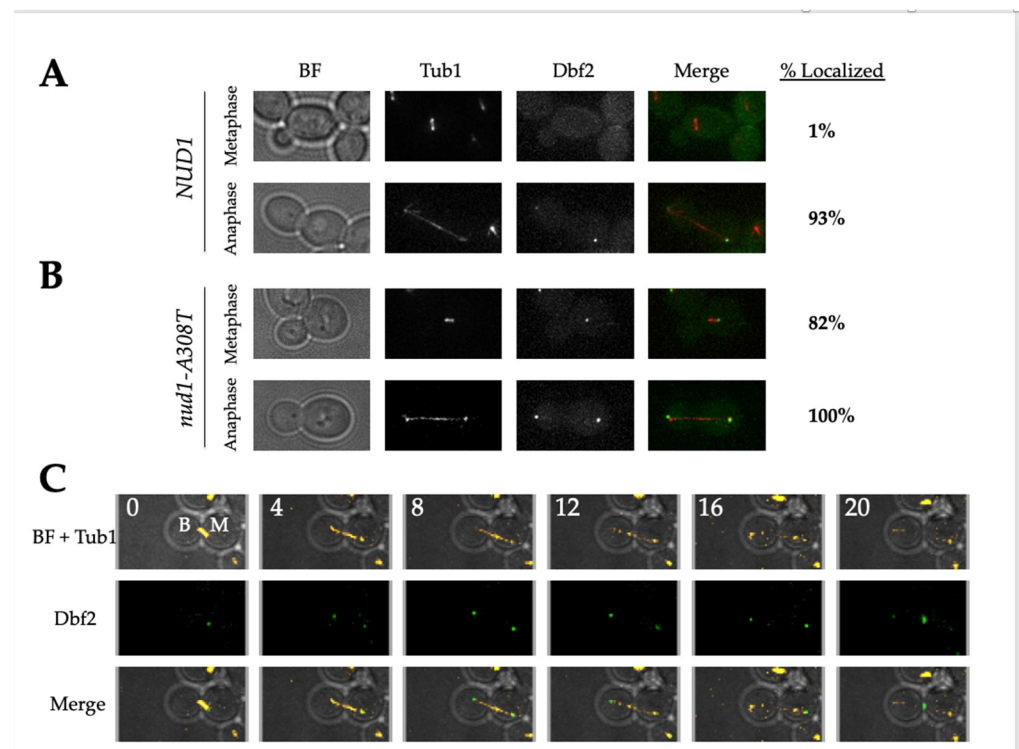 A
BF Tub1 Dbf2 Merge % Localized
NUD1
Metaphase
1%
Anaphase
93%
B
nud1-A308T
Metaphase
82%
Anaphase
100%
C
0 4 8 12 16 20
B M
BF + Tub1
Dbf2
Merge